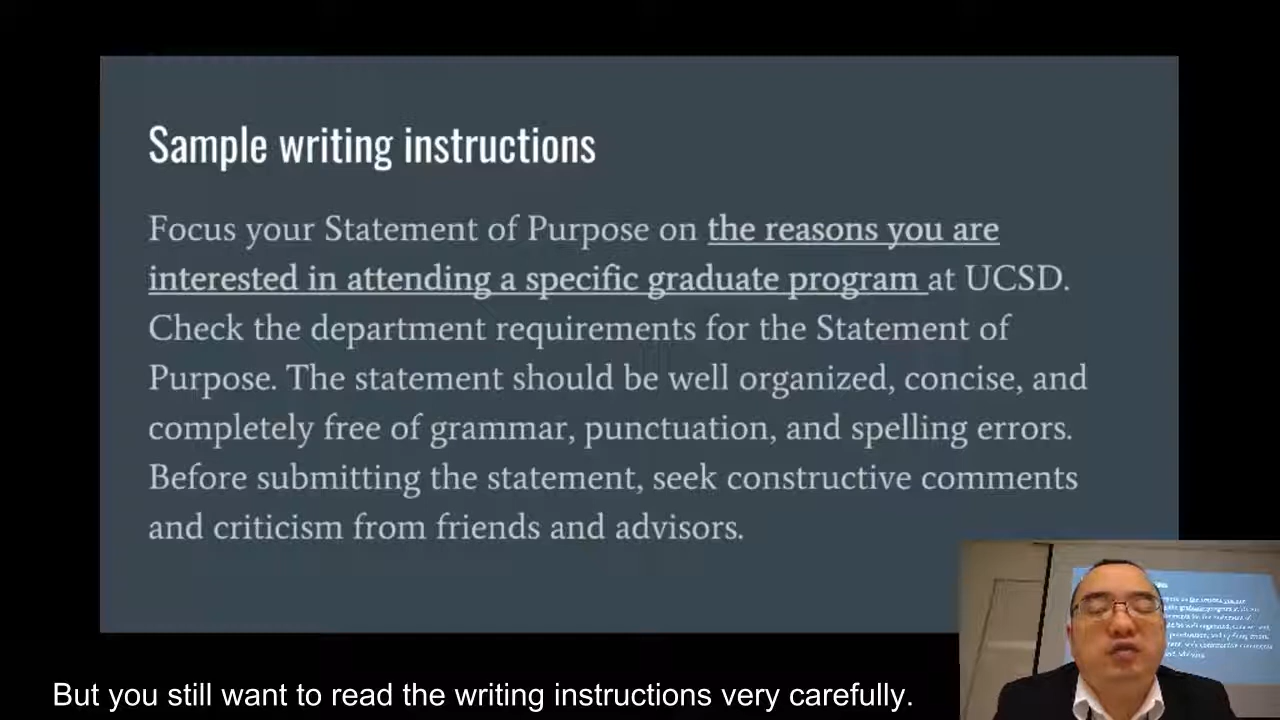 Sample writing instructions
Focus your Statement of Purpose on the reasons you are
interested in attending a specific graduate program at UCSD.
Check the department requirements for the Statement of
Purpose. The statement should be well organized, concise, and
completely free of grammar, punctuation, and spelling errors.
Before submitting the statement, seek constructive comments
and criticism from friends and advisors.
But you still want to read the writing instructions very carefully.